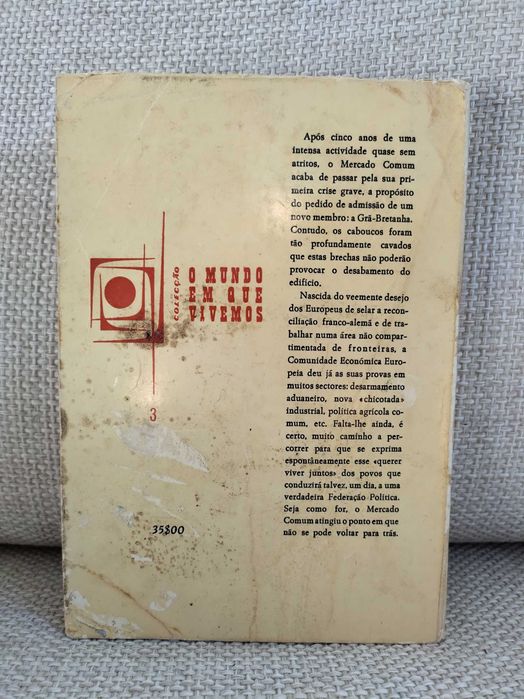 Após cinco anos de uma
intensa actividade quase sem
atritos, o Mercado Comum
acaba de passar pela sua pri-
meira crise grave, a propósito
do pedido de admissão de um
novo membro: a Grã-Bretanha.
Contudo, os caboucos foram
tão profundamente cavados
que estas brechas não poderão
provocar o desabamento do
edifício.
Nascida do veemente desejo
dos Europeus de selar a recon-
ciliação franco-alemã e de tra-
balhar numa área não compar-
timentada de fronteiras, a
Comunidade Económica Euro-
peia deu já as suas provas em
muitos sectores: desarmamento
aduaneiro, nova «chicotada»
industrial, política agrícola co-
mum, etc. Falta-lhe ainda, é
certo, muito caminho a per-
correr para que se exprima
espontâneamente esse «querer
viver juntos» dos povos que
conduzirá talvez, um dia, a uma
verdadeira Federação Política.
Seja como for, o Mercado
Comum atingiu o ponto em que
não se pode voltar para trás.
COLECÇÃO
O MUNDO
EM QUE
VIVEMOS
3
35$00